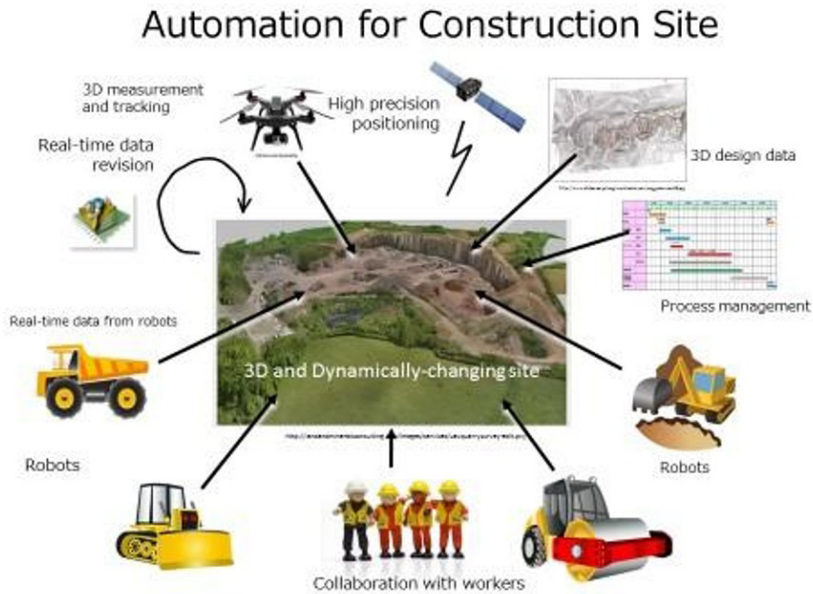 Automation for Construction Site
3D measurement
and tracking
High precision
positioning
Real-time data
revision
3D design data
Process management
Real-time data from robots
3D and Dynamically-changing site
Robots
Robots
Collaboration with workers